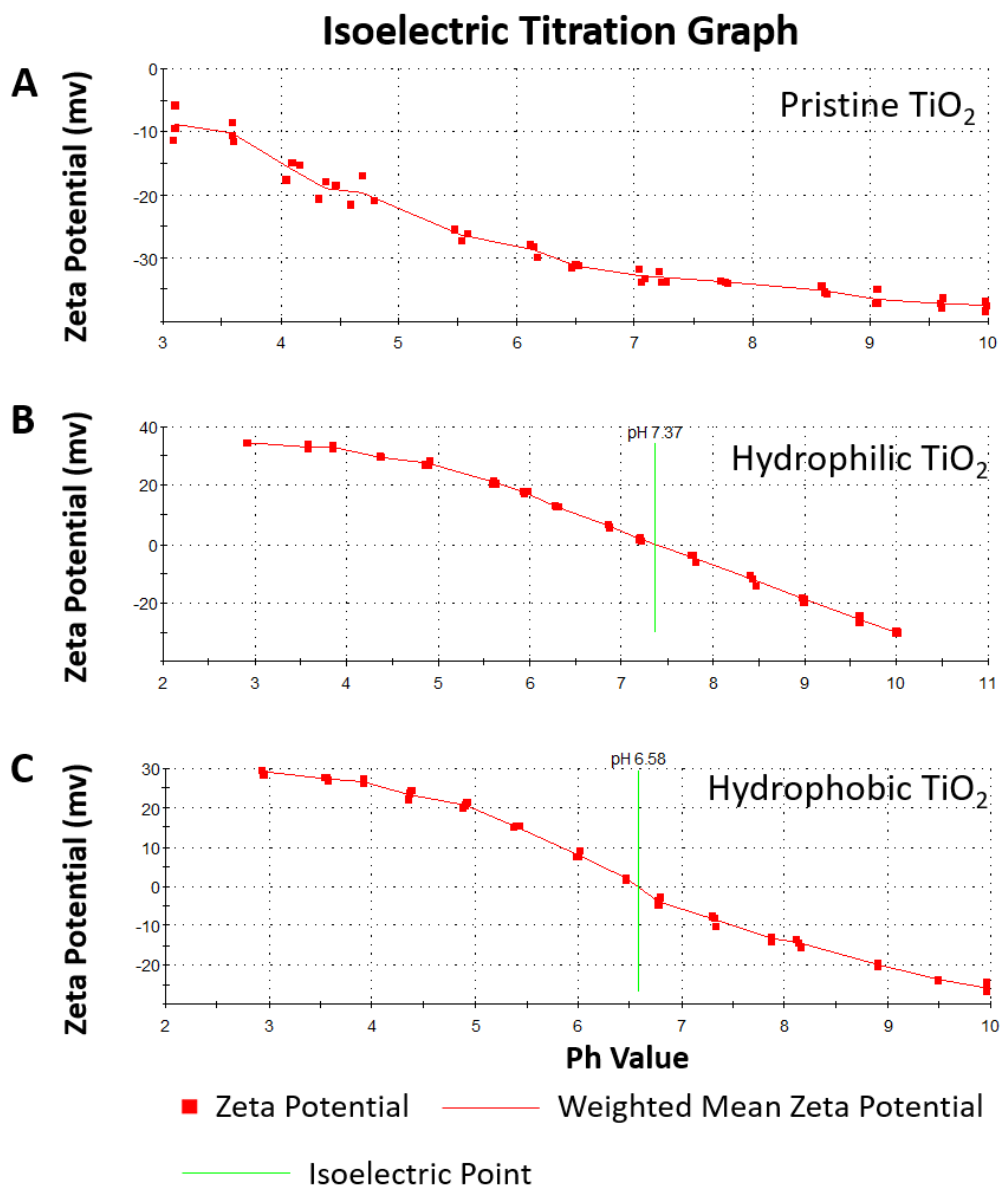 Isoelectric Titration Graph
A
Zeta Potential (mv)
Pristine TiO₂
0
-10
-20
-30
3 4 5 6 7 8 9 10
B
Zeta Potential (mv)
pH 7.37
Hydrophilic TiO₂
40
20
0
-20
2 3 4 5 6 7 8 9 10 11
C
Zeta Potential (mv)
pH 6.58
Hydrophobic TiO₂
30
20
10
0
-10
-20
2 3 4 5 6 7 8 9 10
Ph Value
Zeta Potential
Weighted Mean Zeta Potential
Isoelectric Point